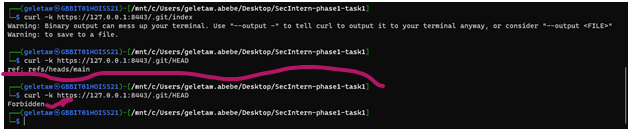 ┌──(geletaw㉿GBBIT01HOISS21)-[/mnt/c/Users/geletaw.abebe/Desktop/SecIntern-phase1-task1]
└─$ curl -k https://127.0.0.1:8443/.git/index
Warning: Binary output can mess up your terminal. Use "--output -" to tell curl to output it to your terminal anyway, or consider "--output <FILE>"
Warning: to save to a file.
┌──(geletaw㉿GBBIT01HOISS21)-[/mnt/c/Users/geletaw.abebe/Desktop/SecIntern-phase1-task1]
└─$ curl -k https://127.0.0.1:8443/.git/HEAD
ref: refs/heads/main
┌──(geletaw㉿GBBIT01HOISS21)-[/mnt/c/Users/geletaw.abebe/Desktop/SecIntern-phase1-task1]
└─$ curl -k https://127.0.0.1:8443/.git/HEAD
Forbidden
┌──(geletaw㉿GBBIT01HOISS21)-[/mnt/c/Users/geletaw.abebe/Desktop/SecIntern-phase1-task1]
└─$